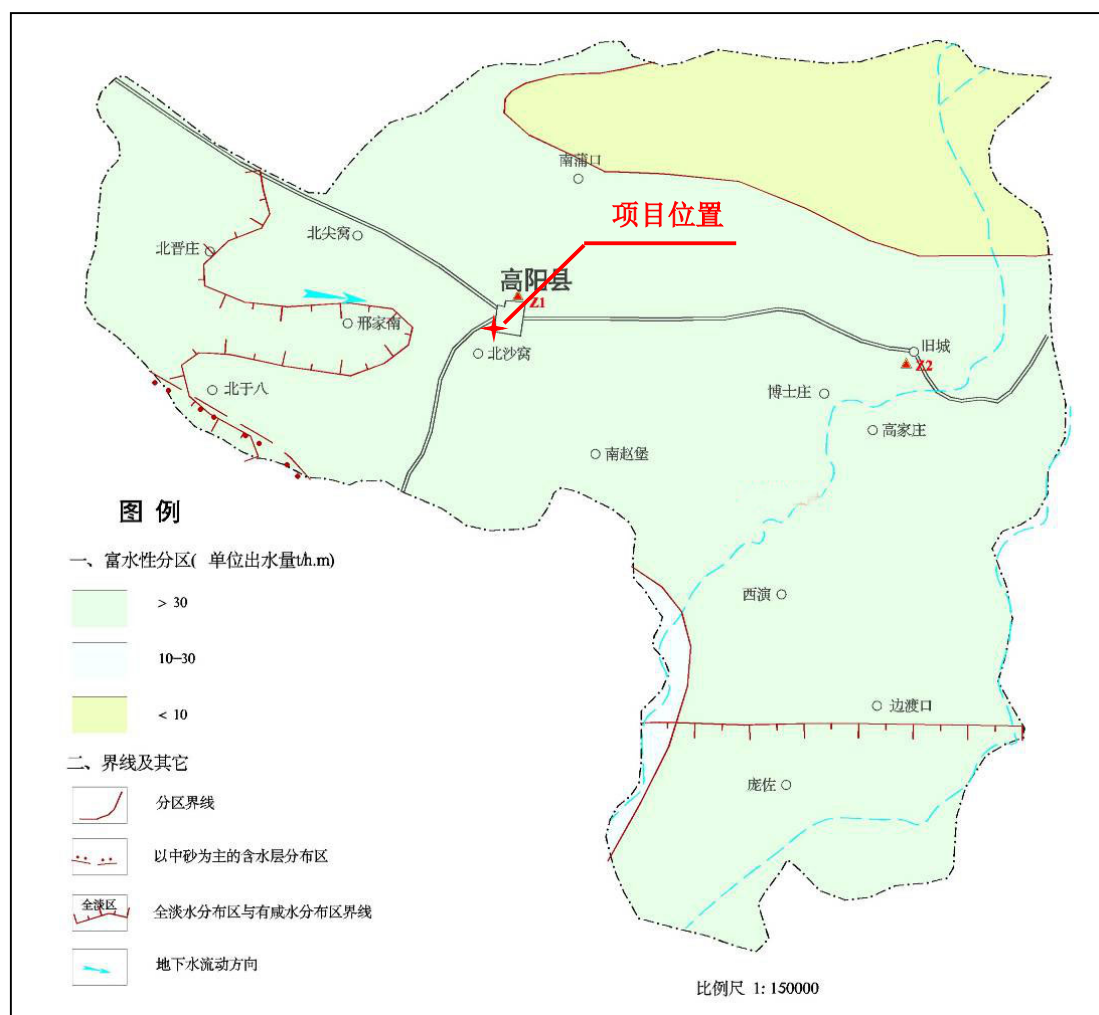 南蒲口
项目位置
北尖窝
北晋庄
高阳县
Z1
邢家南
北沙窝
旧城
Z2
北于八
博士庄
高家庄
南赵堡
图 例
一、富水性分区( 单位出水量t/h.m)
> 30
西演
10-30
< 10
边渡口
二、界线及其它
庞佐
分区界线
以中砂为主的含水层分布区
全淡区
全淡水分布区与有咸水分布区界线
地下水流动方向
比例尺 1: 150000